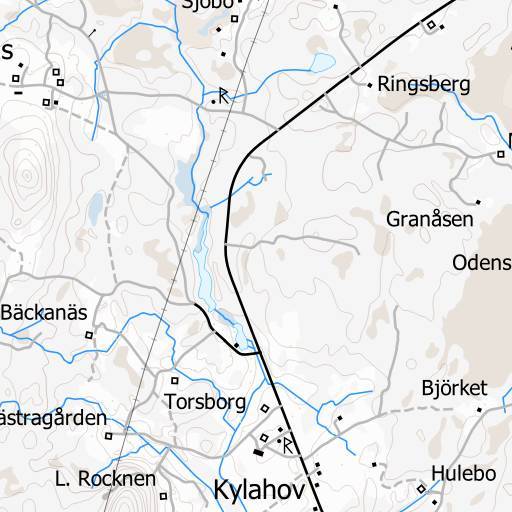 Sjöbo
s
Ringsberg
Granåsen
Odens
Bäckanäs
Björket
Torsborg
ästragården
L. Rocknen
Hulebo
Kylahov